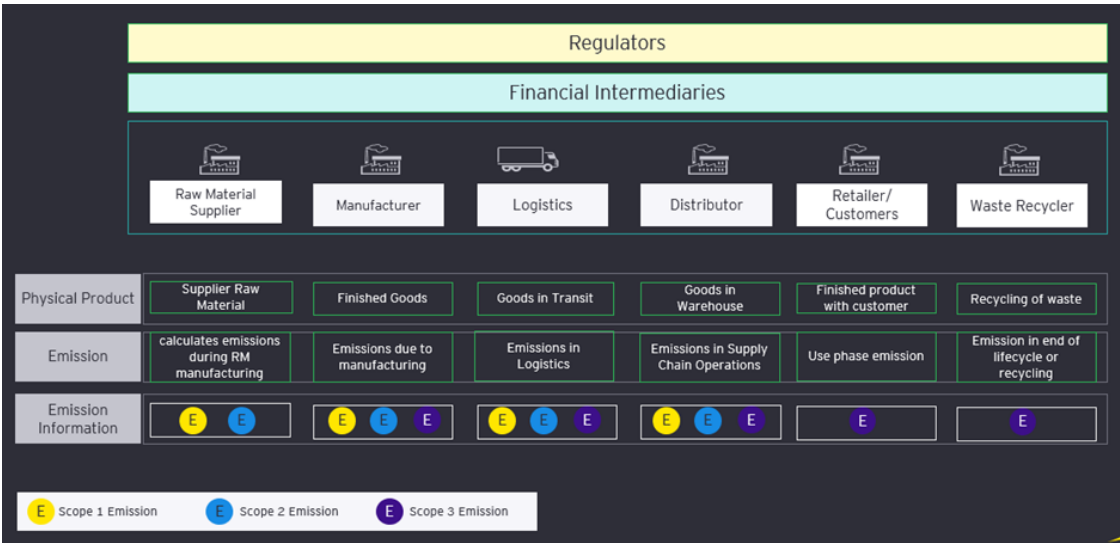 Regulators
Financial Intermediaries
Raw Material
Supplier
Manufacturer
Logistics
Distributor
Retailer/
Customers
Waste Recycler
Physical Product
Supplier Raw
Material
Finished Goods
Goods in Transit
Goods in
Warehouse
Finished product
with customer
Recycling of waste
Emission
calculates emissions
during RM
manufacturing
Emissions due to
manufacturing
Emissions in
Logistics
Emissions in Supply
Chain Operations
Use phase emission
Emission in end of
lifecycle or
recycling
Emission
Information
E E
E E E
E E E
E E E
E
E
E Scope 1 Emission
E Scope 2 Emission
E Scope 3 Emission